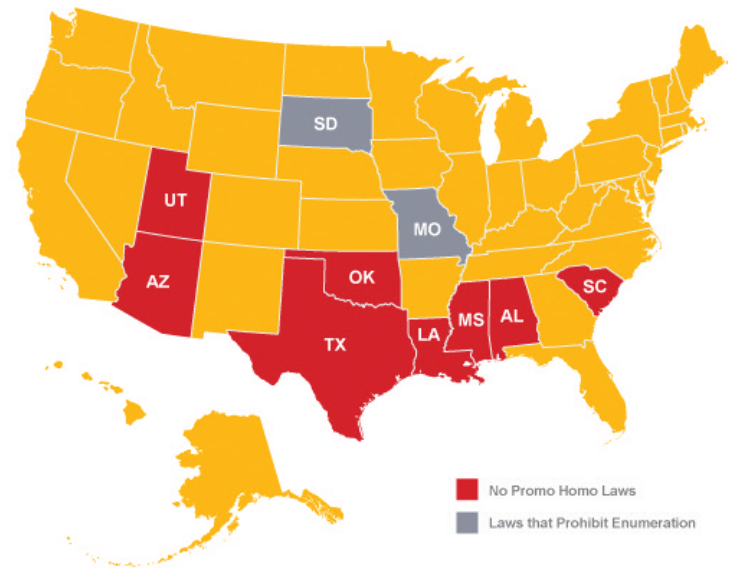 SD
UT
MO
AZ
OK
SC
MS
AL
LA
TX
No Promo Homo Laws
Laws that Prohibit Enumeration